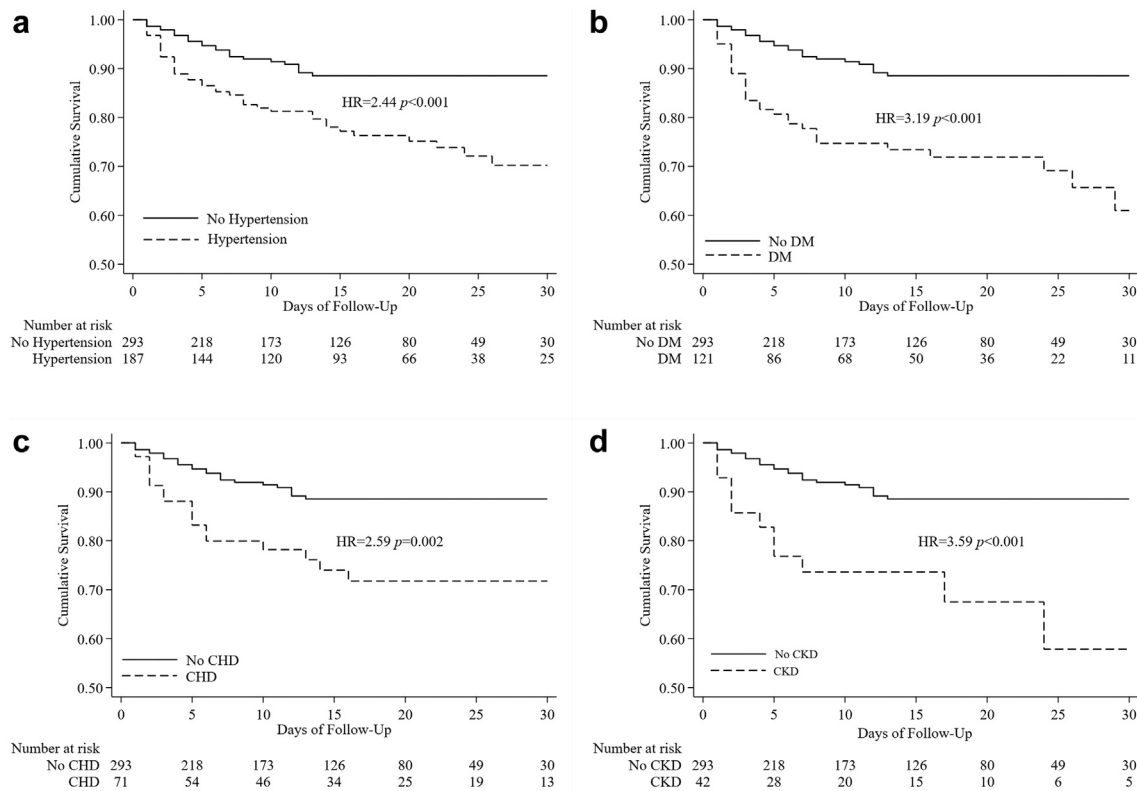 a
1.00
0.90
0.80
0.70
0.60
0.50
Cumulative Survival
HR=2.44 p<0.001
No Hypertension
Hypertension
0 5 10 15 20 25 30
Days of Follow-Up
Number at risk
No Hypertension 293 218 173 126 80 49 30
Hypertension 187 144 120 93 66 38 25
b
1.00
0.90
0.80
0.70
0.60
0.50
Cumulative Survival
HR=3.19 p<0.001
No DM
DM
0 5 10 15 20 25 30
Days of Follow-Up
Number at risk
No DM 293 218 173 126 80 49 30
DM 121 86 68 50 36 22 11
c
1.00
0.90
0.80
0.70
0.60
0.50
Cumulative Survival
HR=2.59 p=0.002
No CHD
CHD
0 5 10 15 20 25 30
Days of Follow-Up
Number at risk
No CHD 293 218 173 126 80 49 30
CHD 71 54 46 34 25 19 13
d
1.00
0.90
0.80
0.70
0.60
0.50
Cumulative Survival
HR=3.59 p<0.001
No CKD
CKD
0 5 10 15 20 25 30
Days of Follow-Up
Number at risk
No CKD 293 218 173 126 80 49 30
CKD 42 28 20 15 10 6 5